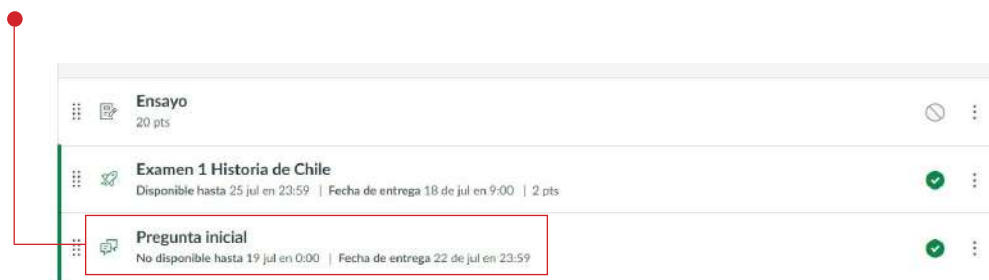 Ensayo
20 pts
Examen 1 Historia de Chile
Disponible hasta 25 jul en 23:59 | Fecha de entrega 18 de jul en 9:00 | 2 pts
Pregunta inicial
No disponible hasta 19 jul en 0:00 | Fecha de entrega 22 de jul en 23:59